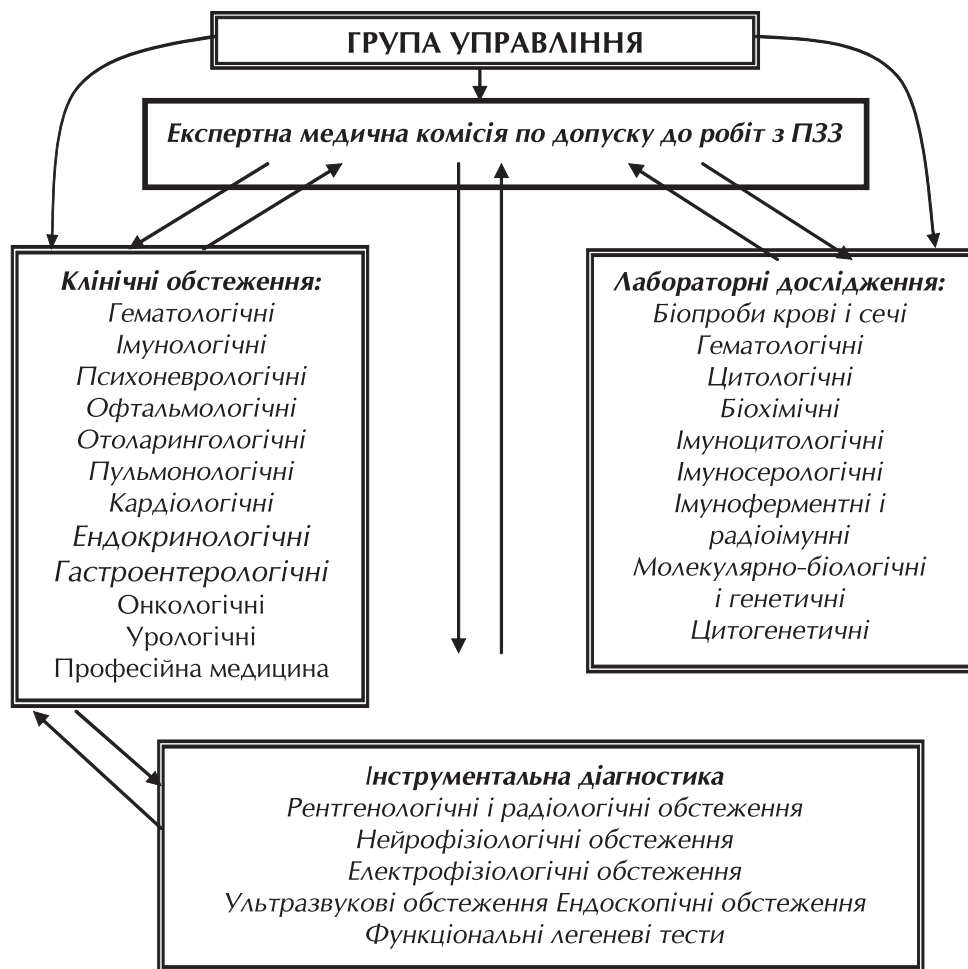 ГРУПА УПРАВЛІННЯ
Експертна медична комісія по допуску до робіт з ПЗЗ
Клінічні обстеження:
Гематологічні
Імунологічні
Психоневрологічні
Офтальмологічні
Отоларингологічні
Пульмонологічні
Кардіологічні
Ендокринологічні
Гастроентерологічні
Онкологічні
Урологічні
Професійна медицина
Лабораторні дослідження:
Біопроби крові і сечі
Гематологічні
Цитологічні
Біохімічні
Імуноцитологічні
Імуносерологічні
Імуноферментні і
радіоімунні
Молекулярно-біологічні
і генетичні
Цитогенетичні
Інструментальна діагностика
Рентгенологічні і радіологічні обстеження
Нейрофізіологічні обстеження
Електрофізіологічні обстеження
Ультразвукові обстеження Ендоскопічні обстеження
Функціональні легеневі тести